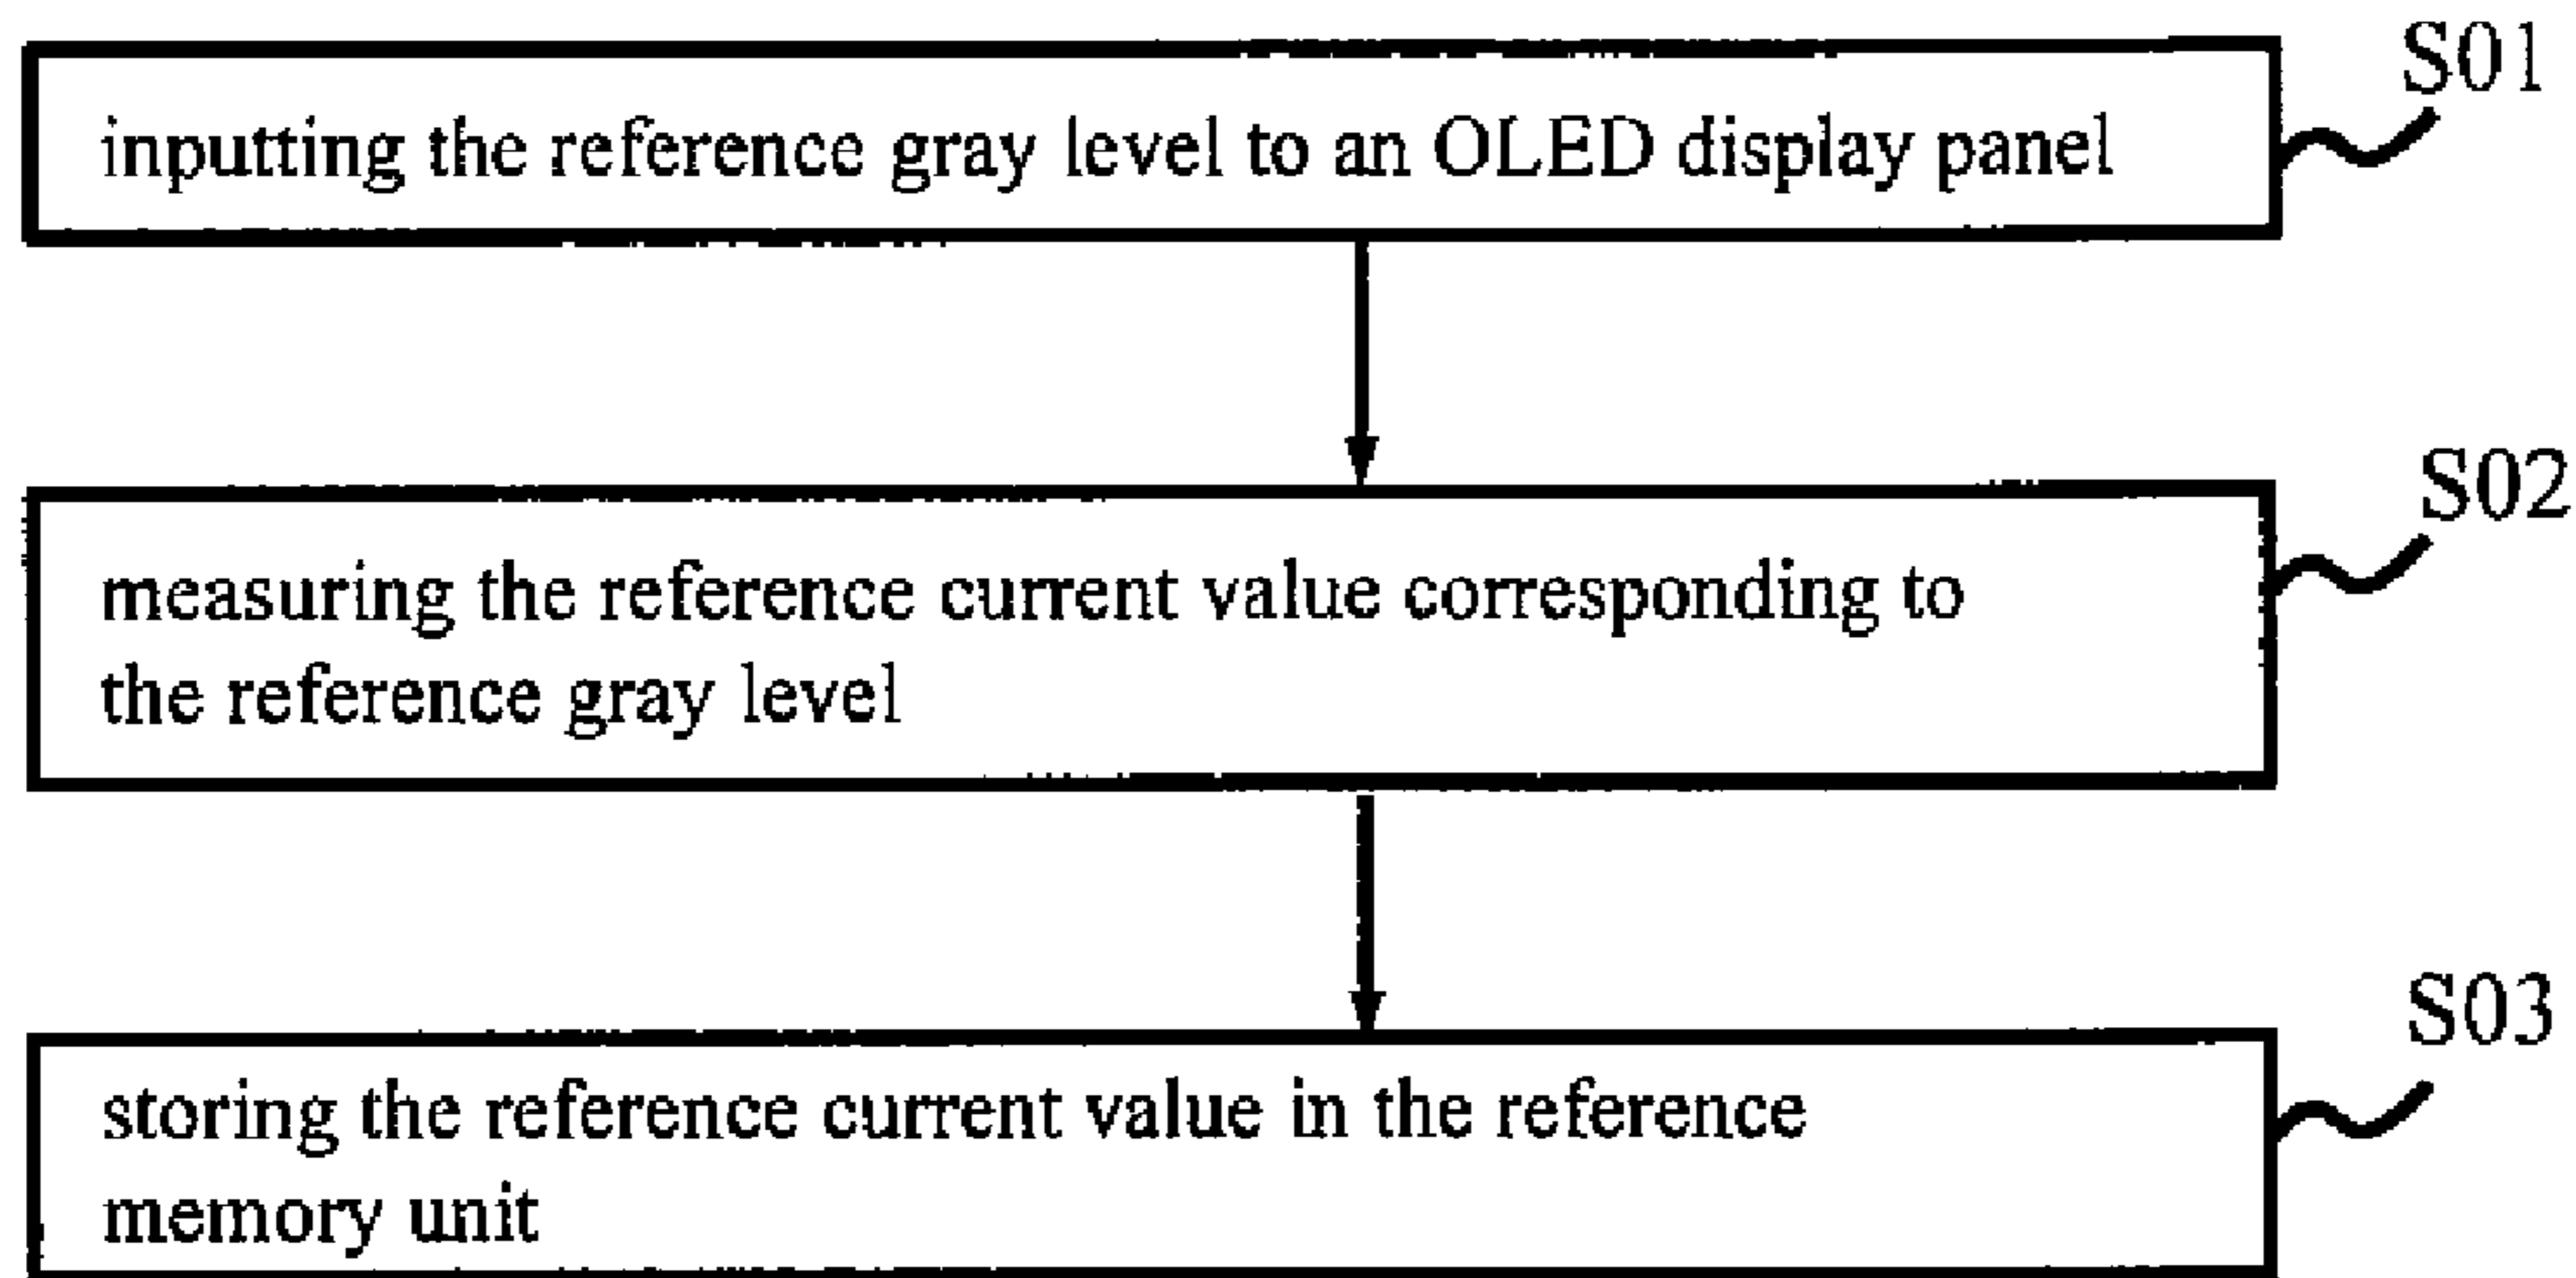 S01
inputting the reference gray level to an OLED display panel
S02
measuring the reference current value corresponding to
the reference gray level
S03
storing the reference current value in the reference
memory unit